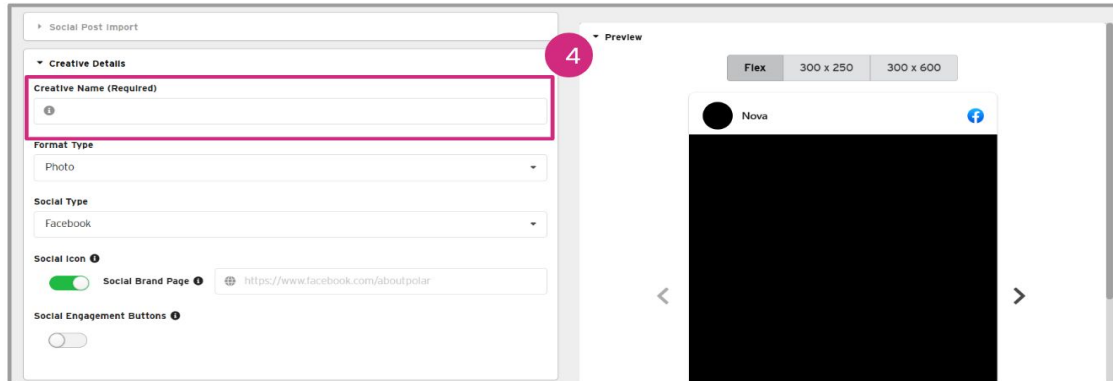 Social Post Import
Creative Details
4
Creative Name (Required)
Format Type
Photo
Social Type
Facebook
Social Icon
Social Brand Page
https://www.facebook.com/aboutpolar
Social Engagement Buttons
Preview
Flex
300 x 250
300 x 600
Nova